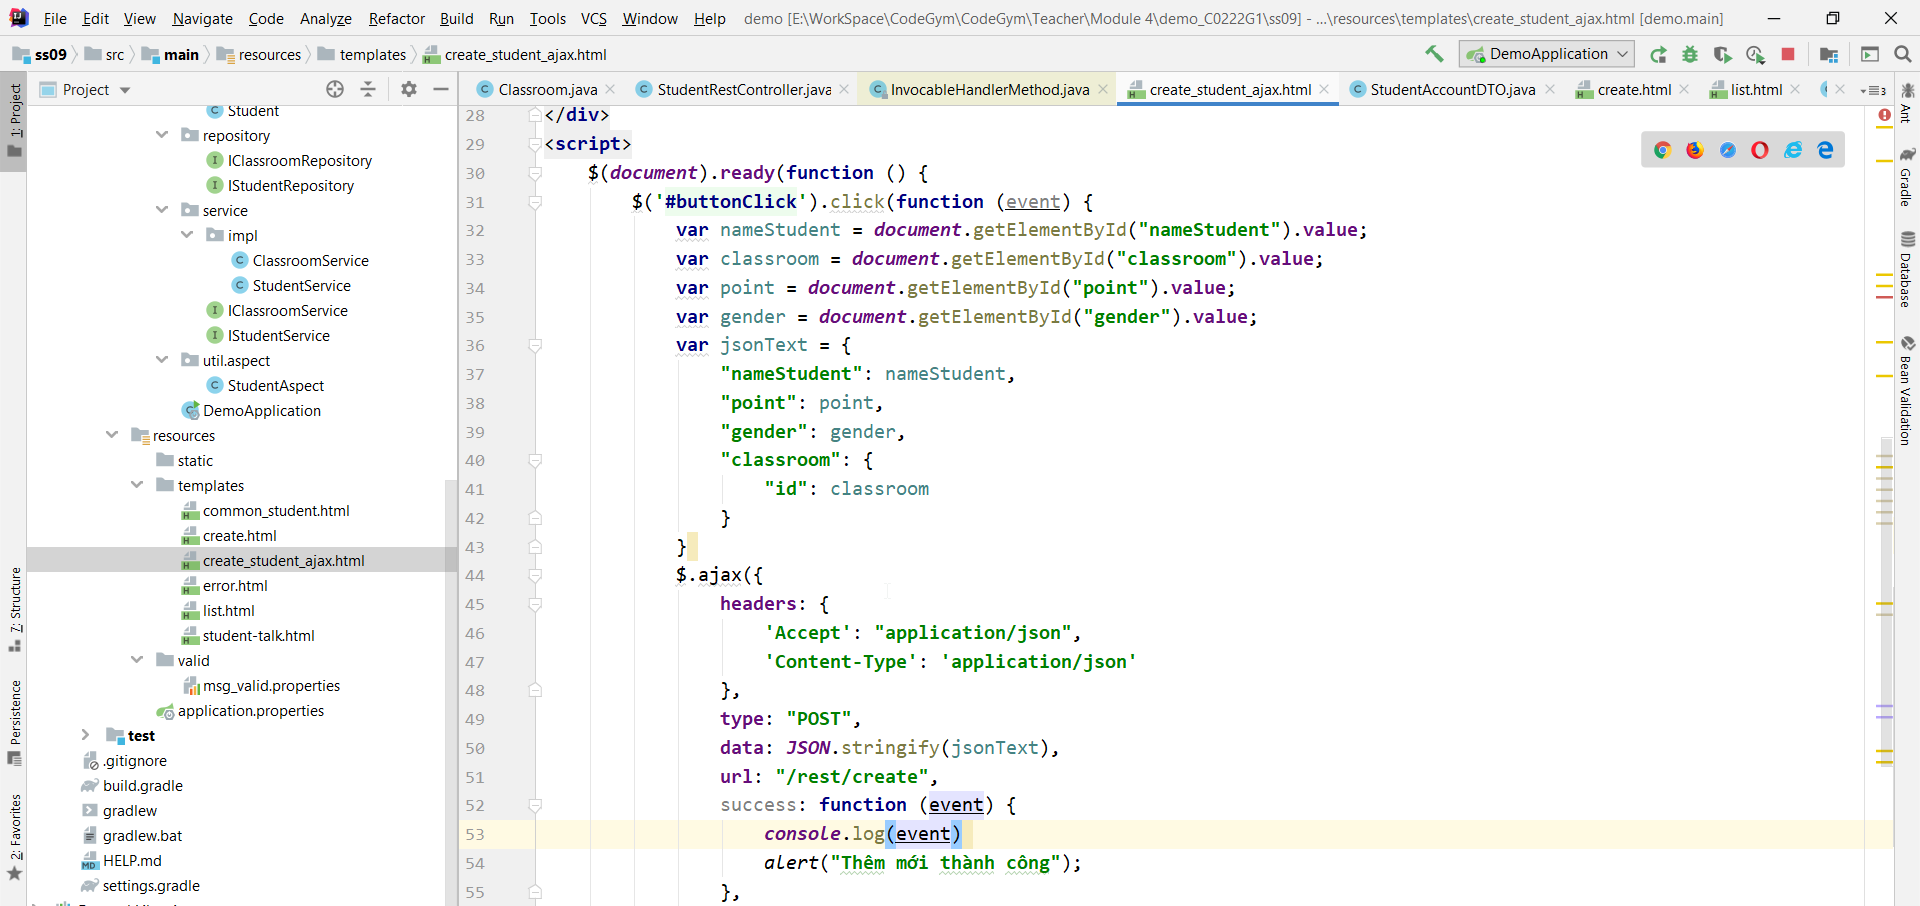 File Edit View Navigate Code Analyze Refactor Build Run Tools VCS Window Help demo [E:\WorkSpace\CodeGym\CodeGym\Teacher\Module 4\demo_C0222G1\ss09] - ...\resources\templates\create_student_ajax.html [demo.main]
ss09 src main resources templates create_student_ajax.html DemoApplication
Project Classroom.java StudentRestController.java InvocableHandlerMethod.java create_student_ajax.html StudentAccountDTO.java create.html list.html 3
1: Project
7: Structure
Persistence
2: Favorites
Student
repository
IClassroomRepository
IStudentRepository
service
impl
ClassroomService
StudentService
IClassroomService
IStudentService
util.aspect
StudentAspect
DemoApplication
resources
static
templates
common_student.html
create.html
create_student_ajax.html
error.html
list.html
student-talk.html
valid
msg_valid.properties
application.properties
test
.gitignore
build.gradle
gradlew
gradlew.bat
HELP.md
settings.gradle
28 </div>
29 <script>
30 $(document).ready(function () {
31 $('#buttonClick').click(function (event) {
32 var nameStudent = document.getElementById("nameStudent").value;
33 var classroom = document.getElementById("classroom").value;
34 var point = document.getElementById("point").value;
35 var gender = document.getElementById("gender").value;
36 var jsonText = {
37 "nameStudent": nameStudent,
38 "point": point,
39 "gender": gender,
40 "classroom": {
41 "id": classroom
42 }
43 }
44 $.ajax({
45 headers: {
46 'Accept': "application/json",
47 'Content-Type': 'application/json'
48 },
49 type: "POST",
50 data: JSON.stringify(jsonText),
51 url: "/rest/create",
52 success: function (event) {
53 console.log(event)
54 alert("Thêm mới thành công");
55 },
Ant
Gradle
Database
Bean Validation